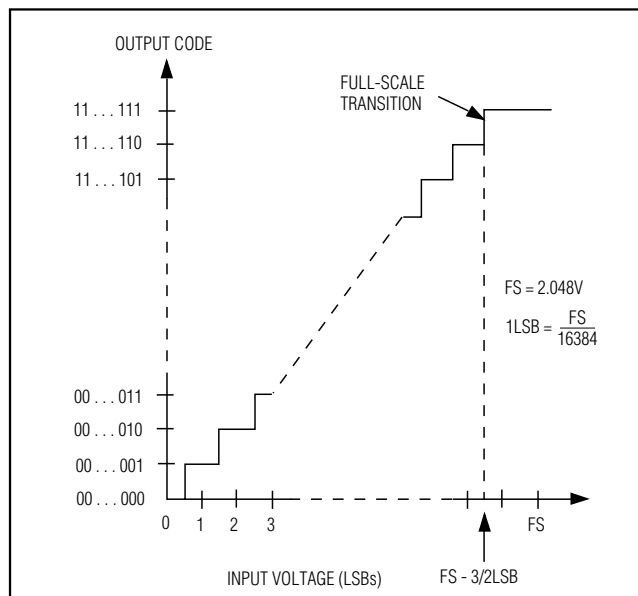 OUTPUT CODE
FULL-SCALE
TRANSITION
11 . . . 111
11 . . . 110
11 . . . 101
FS = 2.048V
1LSB = FS
16384
00 . . . 011
00 . . . 010
00 . . . 001
00 . . . 000
0
1
2
3
FS
INPUT VOLTAGE (LSBs)
FS - 3/2LSB